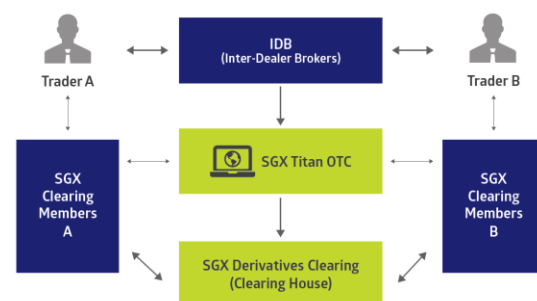 IDB
(Inter-Dealer Brokers)
Trader A
Trader B
SGX Titan OTC
SGX
Clearing
Members
A
SGX
Clearing
Members
B
SGX Derivatives Clearing
(Clearing House)